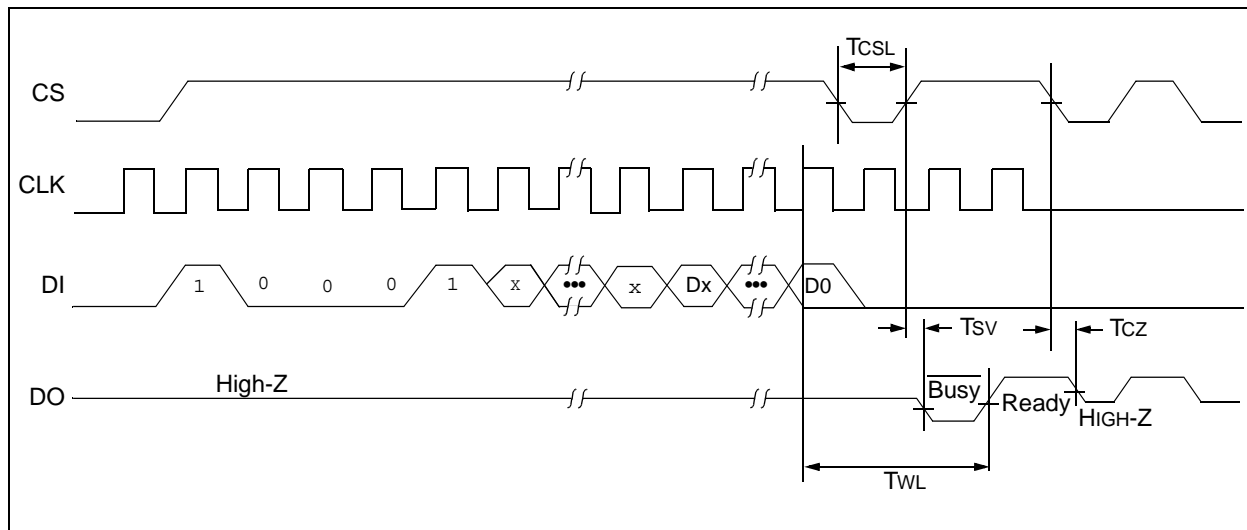 TCSL
CS
CLK
DI 1 0 0 0 1 X ••• X Dx ••• D0
TSV TCZ
High-Z Busy Ready HIGH-Z
DO
TWL